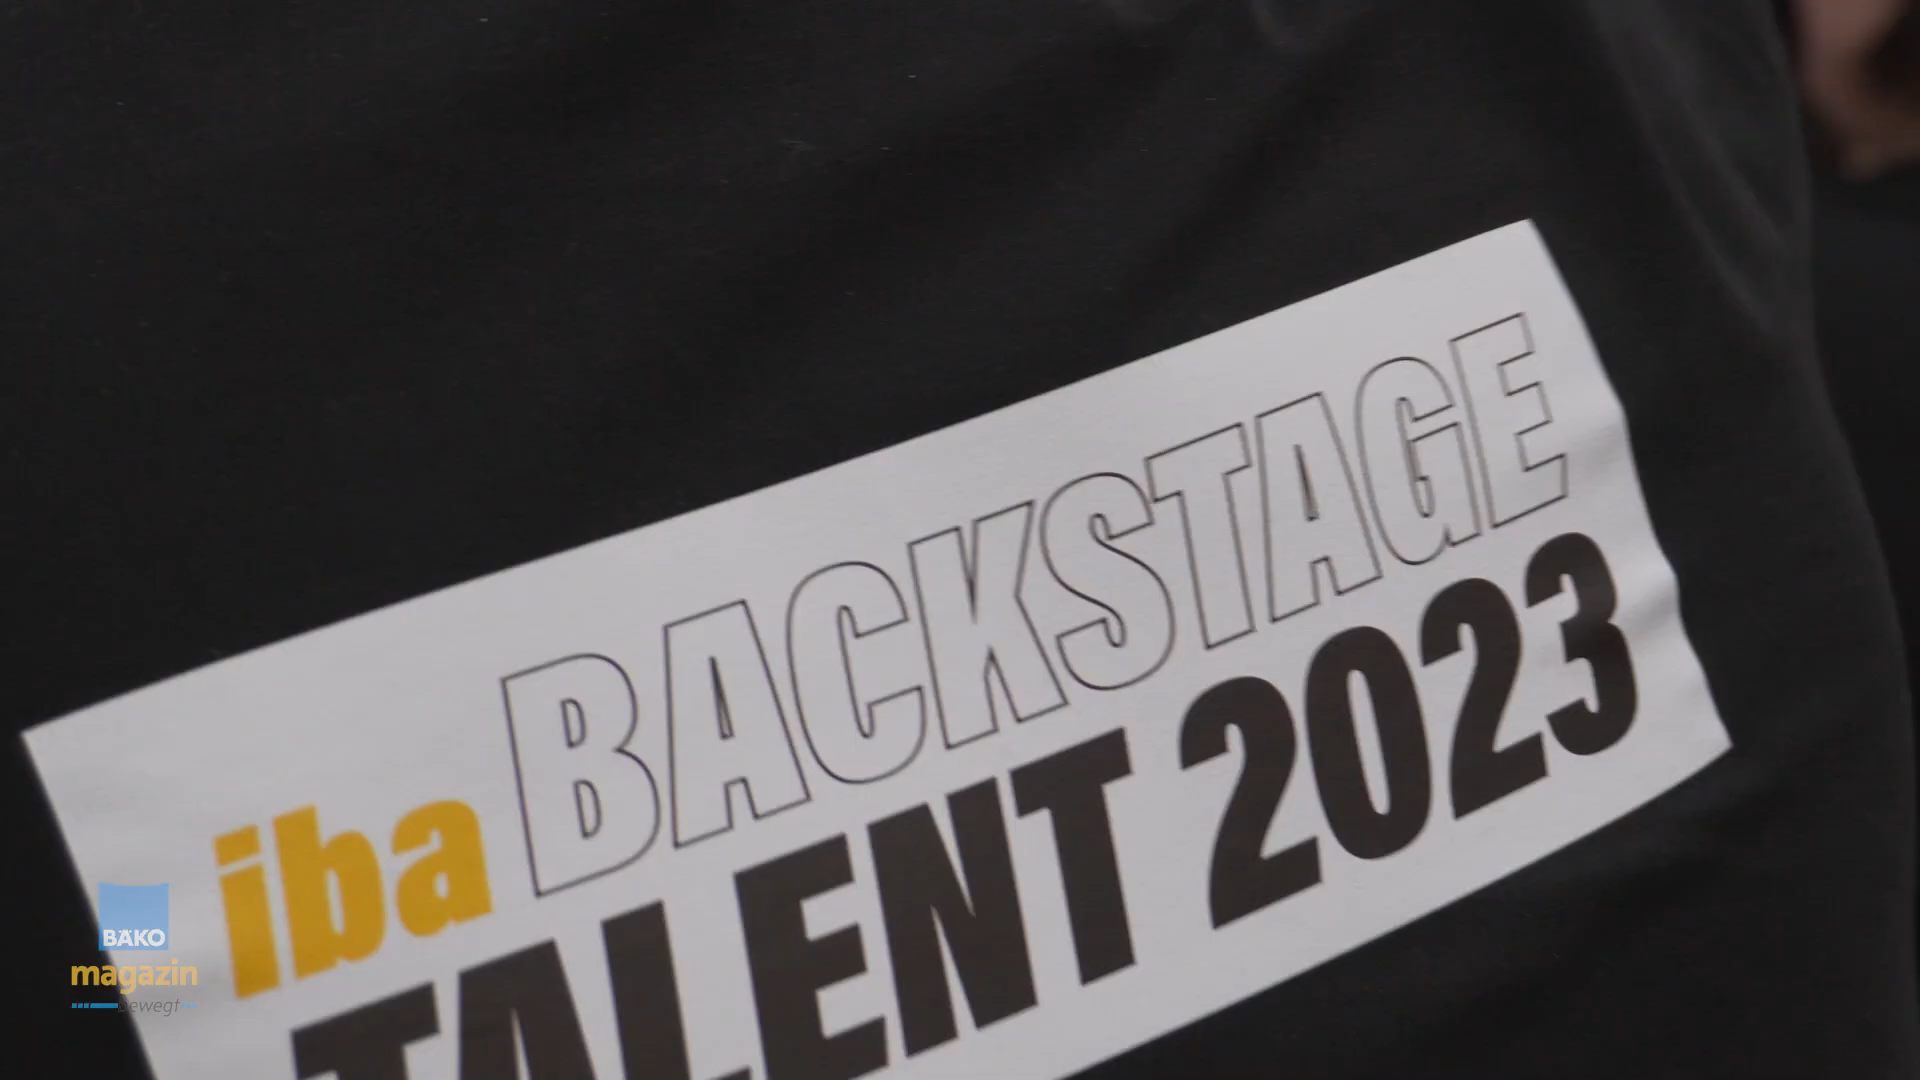 iba BACKSTAGE
TALENT 2023
BÄKO
magazin
bewegt